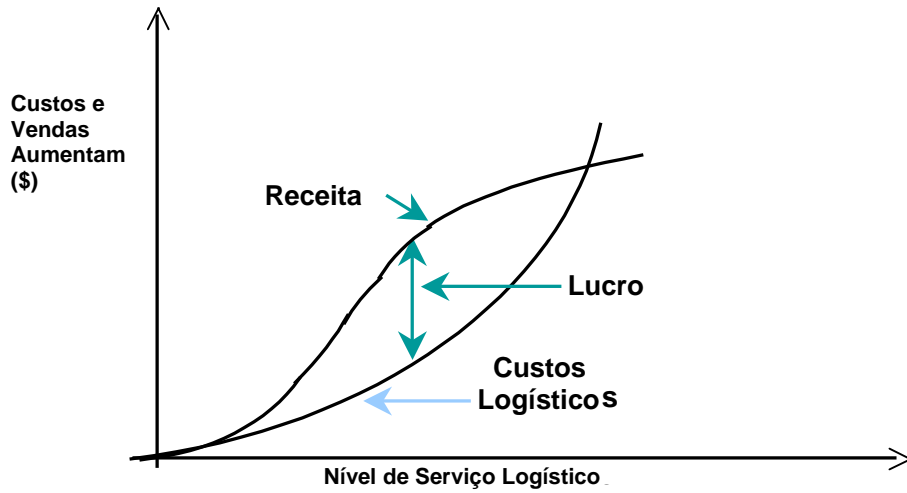 Custos e
Vendas
Aumentam
($)
Receita
Lucro
Custos
Logísticos
Nível de Serviço Logístico